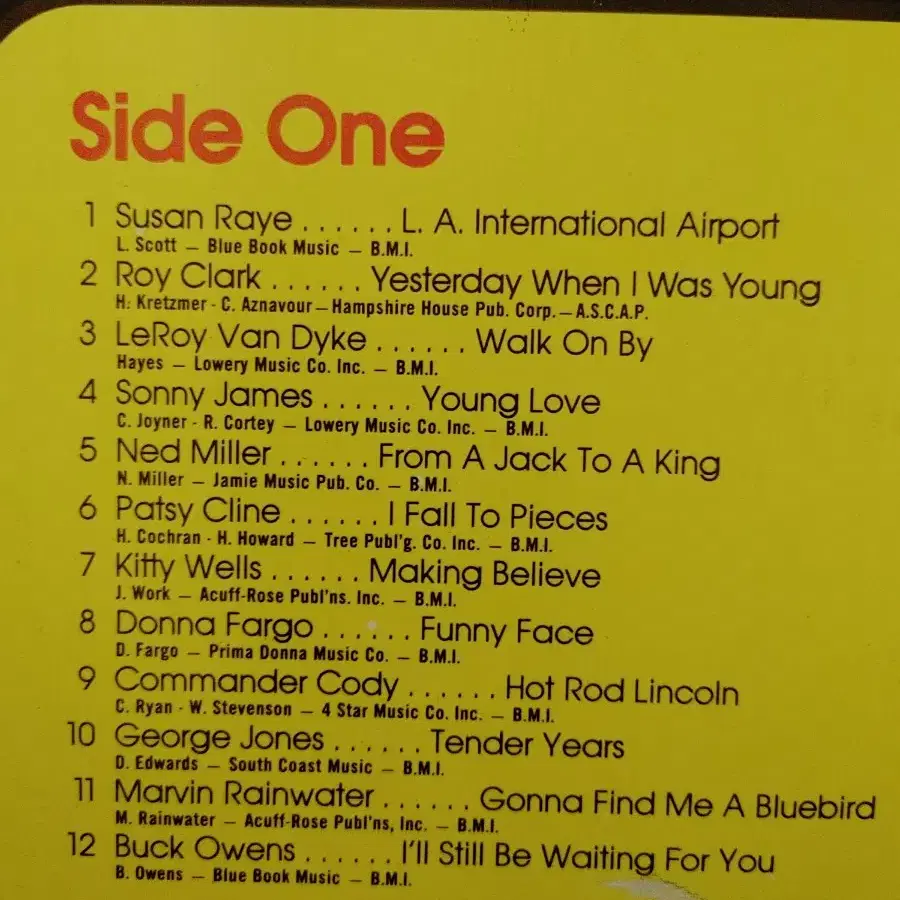 Side One
1 Susan Raye . . . . . . L. A. International Airport
L. Scott — Blue Book Music — B.M.I.
2 Roy Clark . . . . . . Yesterday When I Was Young
H. Kretzmer - C. Aznavour — Hampshire House Pub. Corp. — A.S.C.A.P.
3 LeRoy Van Dyke . . . . . . Walk On By
Hayes — Lowery Music Co. Inc. — B.M.I.
4 Sonny James . . . . . . Young Love
C. Joyner - R. Cortey — Lowery Music Co. Inc. — B.M.I.
5 Ned Miller . . . . . . From A Jack To A King
N. Miller — Jamie Music Pub. Co. — B.M.I.
6 Patsy Cline . . . . . . I Fall To Pieces
H. Cochran - H. Howard — Tree Publ'g. Co. Inc. — B.M.I.
7 Kitty Wells . . . . . . Making Believe
J. Work — Acuff-Rose Publ'ns. Inc. — B.M.I.
8 Donna Fargo . . . . . . Funny Face
D. Fargo — Prima Donna Music Co. — B.M.I.
9 Commander Cody . . . . . . Hot Rod Lincoln
C. Ryan - W. Stevenson — 4 Star Music Co. Inc. — B.M.I.
10 George Jones . . . . . . Tender Years
D. Edwards — South Coast Music — B.M.I.
11 Marvin Rainwater . . . . . . Gonna Find Me A Bluebird
M. Rainwater — Acuff-Rose Publ'ns, Inc. — B.M.I.
12 Buck Owens . . . . . . I'll Still Be Waiting For You
B. Owens — Blue Book Music — B.M.I.